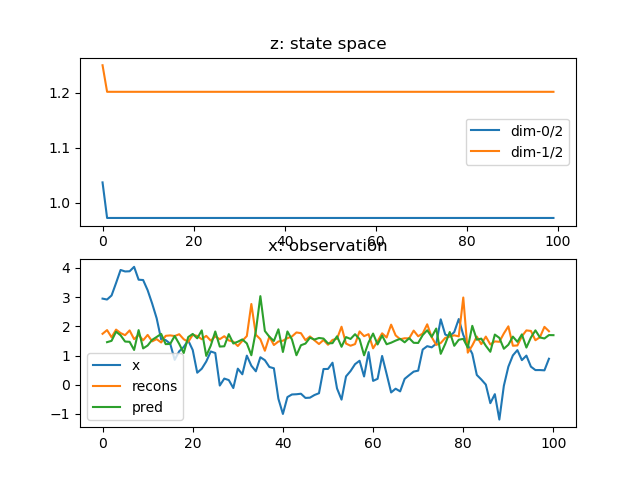 z: state space
1.2
1.1
1.0
dim-0/2
dim-1/2
0 20 40 60 80 100
x: observation
4
3
2
1
0
−1
x
recons
pred
0 20 40 60 80 100